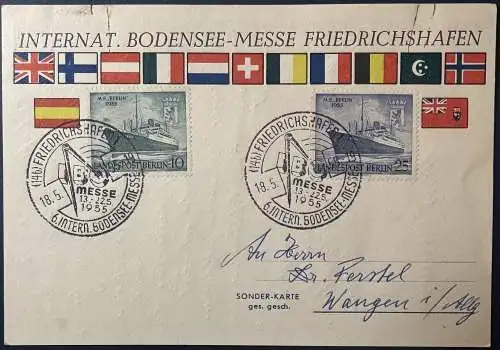 INTERNAT. BODENSEE-MESSE FRIEDRICHSHAFEN
M.S. „BERLIN"
1955
DEUTSCHE BUNDESPOST BERLIN 10
M.S. „BERLIN"
1955
DEUTSCHE BUNDESPOST BERLIN 25
(14b) FRIEDRICHSHAFEN
18.5.
MESSE
13.-22.5.
1955
6. INTERN. BODENSEE-MESSE
(14b) FRIEDRICHSHAFEN
18.5.
MESSE
13.-22.5.
1955
6. INTERN. BODENSEE-MESSE
An Herrn
Dr. Ferstel
Wangen i/Allg
SONDER-KARTE
ges. gesch.